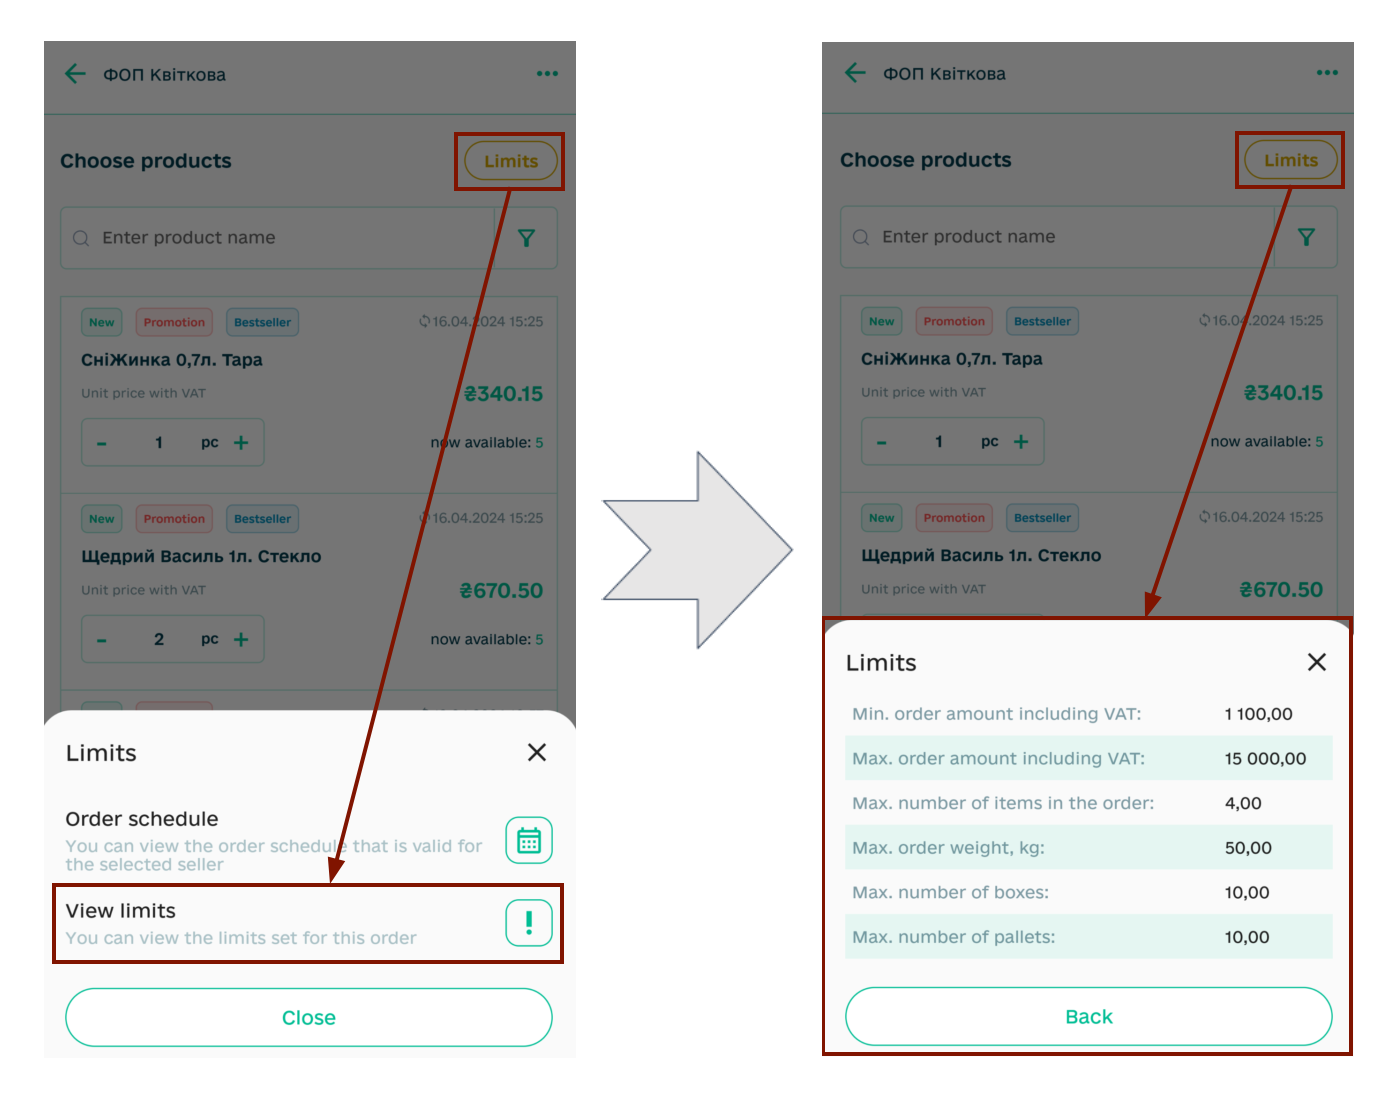 ФОП Квіткова
Choose products
Limits
Enter product name
New Promotion Bestseller 16.04.2024 15:25
СніЖинка 0,7л. Тара
Unit price with VAT ₴340.15
- 1 pc + now available: 5
New Promotion Bestseller 16.04.2024 15:25
Щедрий Василь 1л. Стекло
Unit price with VAT ₴670.50
- 2 pc + now available: 5
Limits
Order schedule
You can view the order schedule that is valid for
the selected seller
View limits
You can view the limits set for this order
Close
ФОП Квіткова
Choose products
Limits
Enter product name
New Promotion Bestseller 16.04.2024 15:25
СніЖинка 0,7л. Тара
Unit price with VAT ₴340.15
- 1 pc + now available: 5
New Promotion Bestseller 16.04.2024 15:25
Щедрий Василь 1л. Стекло
Unit price with VAT ₴670.50
Limits
Min. order amount including VAT: 1 100,00
Max. order amount including VAT: 15 000,00
Max. number of items in the order: 4,00
Max. order weight, kg: 50,00
Max. number of boxes: 10,00
Max. number of pallets: 10,00
Back